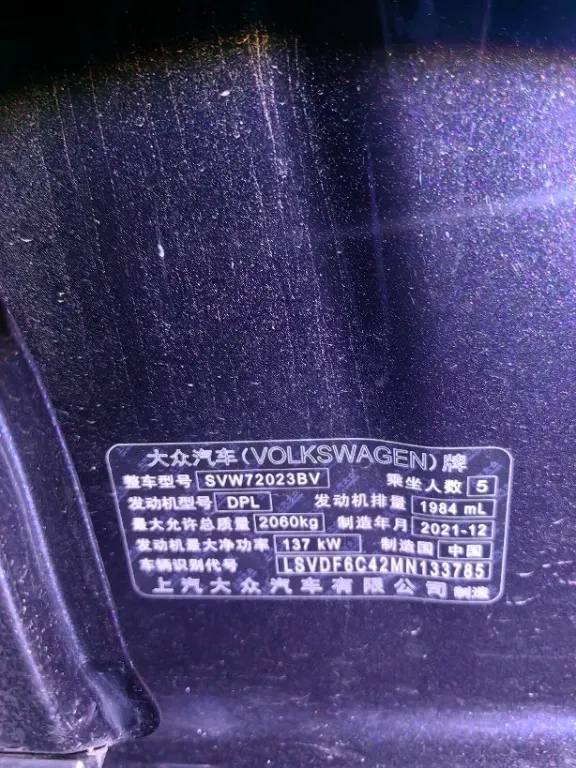 大众汽车(VOLKSWAGEN)牌
整车型号 SVW72023BV 乘坐人数 5
发动机型号 DPL 发动机排量 1984 mL
最大允许总质量 2060kg 制造年月 2021-12
发动机最大净功率 137 kW 制造国 中国
车辆识别代号 LSVDF6C42MN133785
上汽大众汽车有限公司 制造